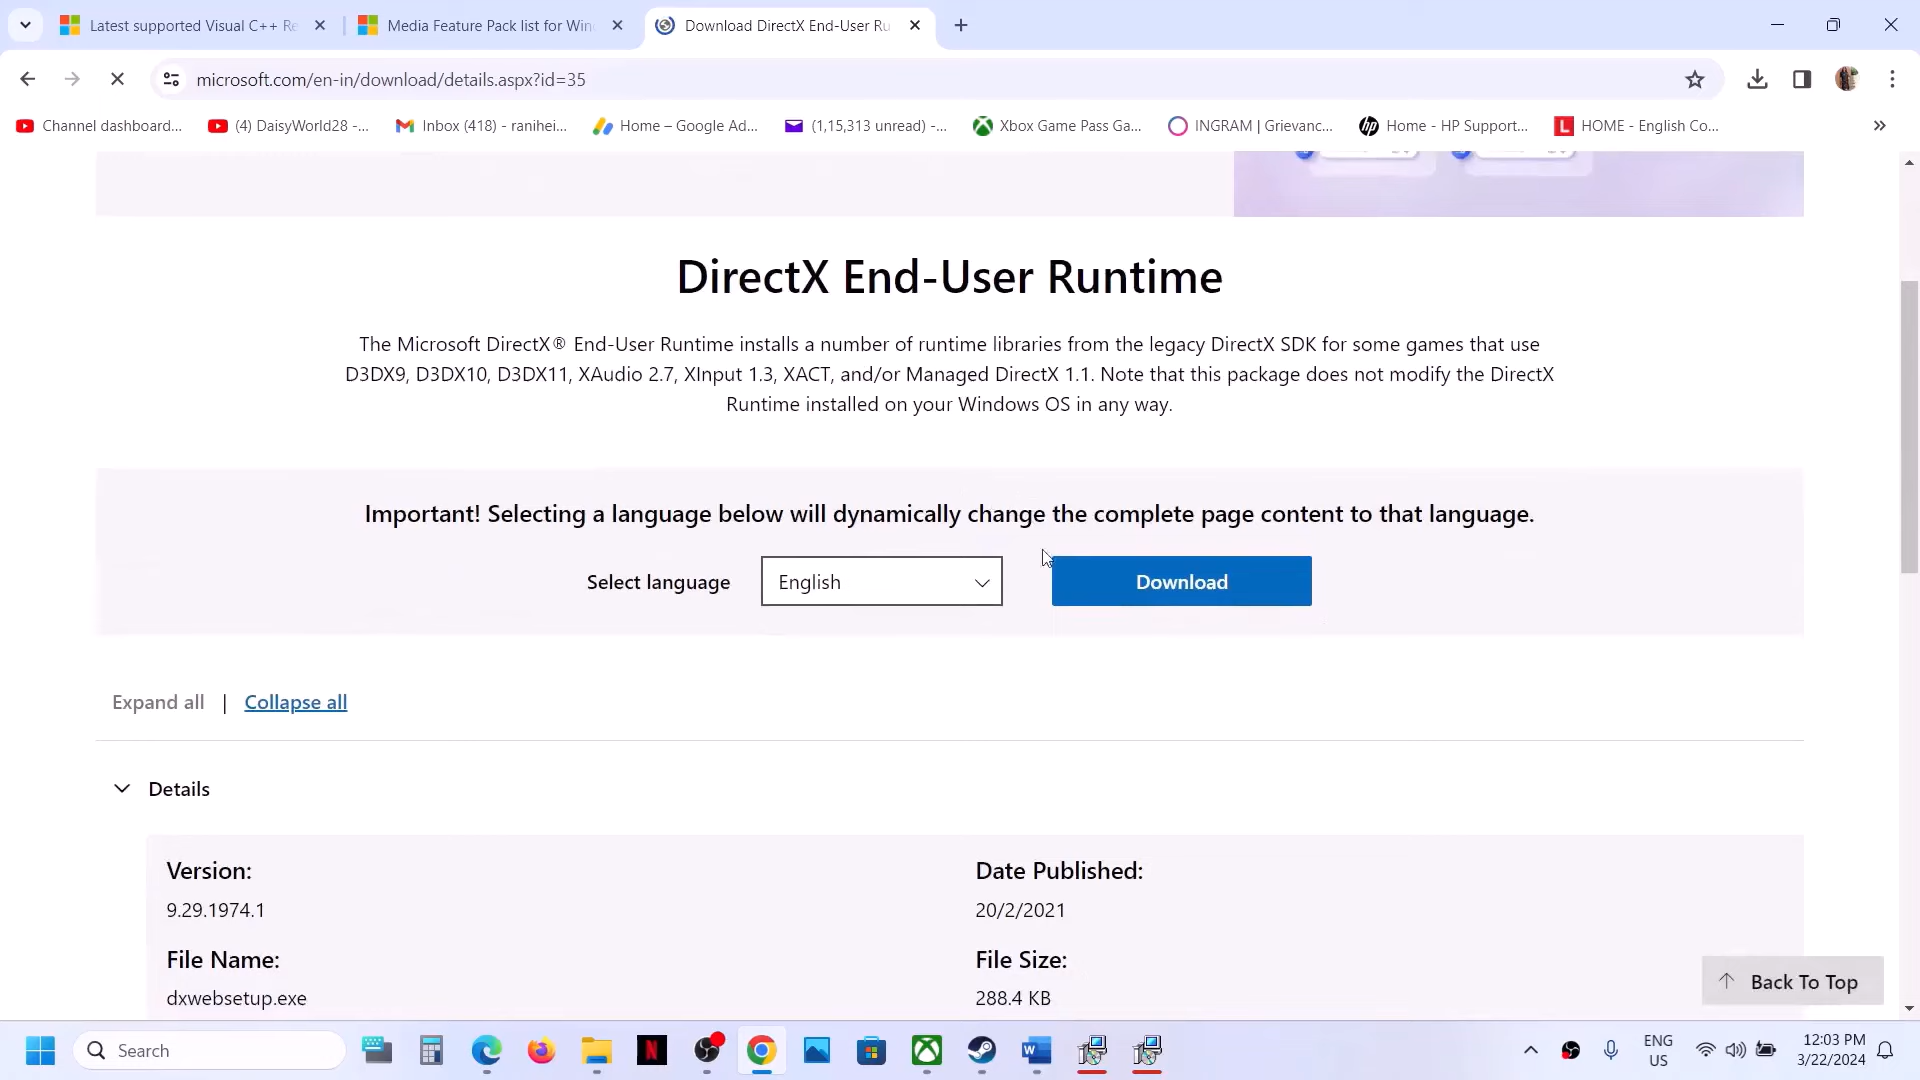 Latest supported Visual C++ Re
Media Feature Pack list for Win
Download DirectX End-User Ru
microsoft.com/en-in/download/details.aspx?id=35
Channel dashboard...
(4) DaisyWorld28 -...
Inbox (418) - ranihei...
Home – Google Ad...
(1,15,313 unread) -...
Xbox Game Pass Ga...
INGRAM | Grievanc...
Home - HP Support...
HOME - English Co...
DirectX End-User Runtime
The Microsoft DirectX® End-User Runtime installs a number of runtime libraries from the legacy DirectX SDK for some games that use
D3DX9, D3DX10, D3DX11, XAudio 2.7, XInput 1.3, XACT, and/or Managed DirectX 1.1. Note that this package does not modify the DirectX
Runtime installed on your Windows OS in any way.
Important! Selecting a language below will dynamically change the complete page content to that language.
Select language
English
Download
Expand all | Collapse all
Details
Version:
9.29.1974.1
Date Published:
20/2/2021
File Name:
dxwebsetup.exe
File Size:
288.4 KB
Back To Top
Search
ENG
US
12:03 PM
3/22/2024